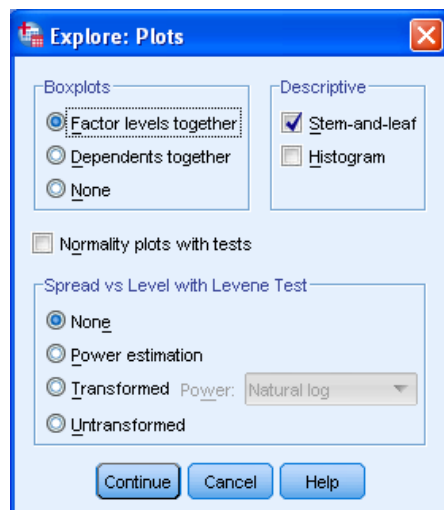 Explore: Plots
Boxplots
Factor levels together
Dependents together
None
Descriptive
Stem-and-leaf
Histogram
Normality plots with tests
Spread vs Level with Levene Test
None
Power estimation
Transformed Power: Natural log
Untransformed
Continue Cancel Help